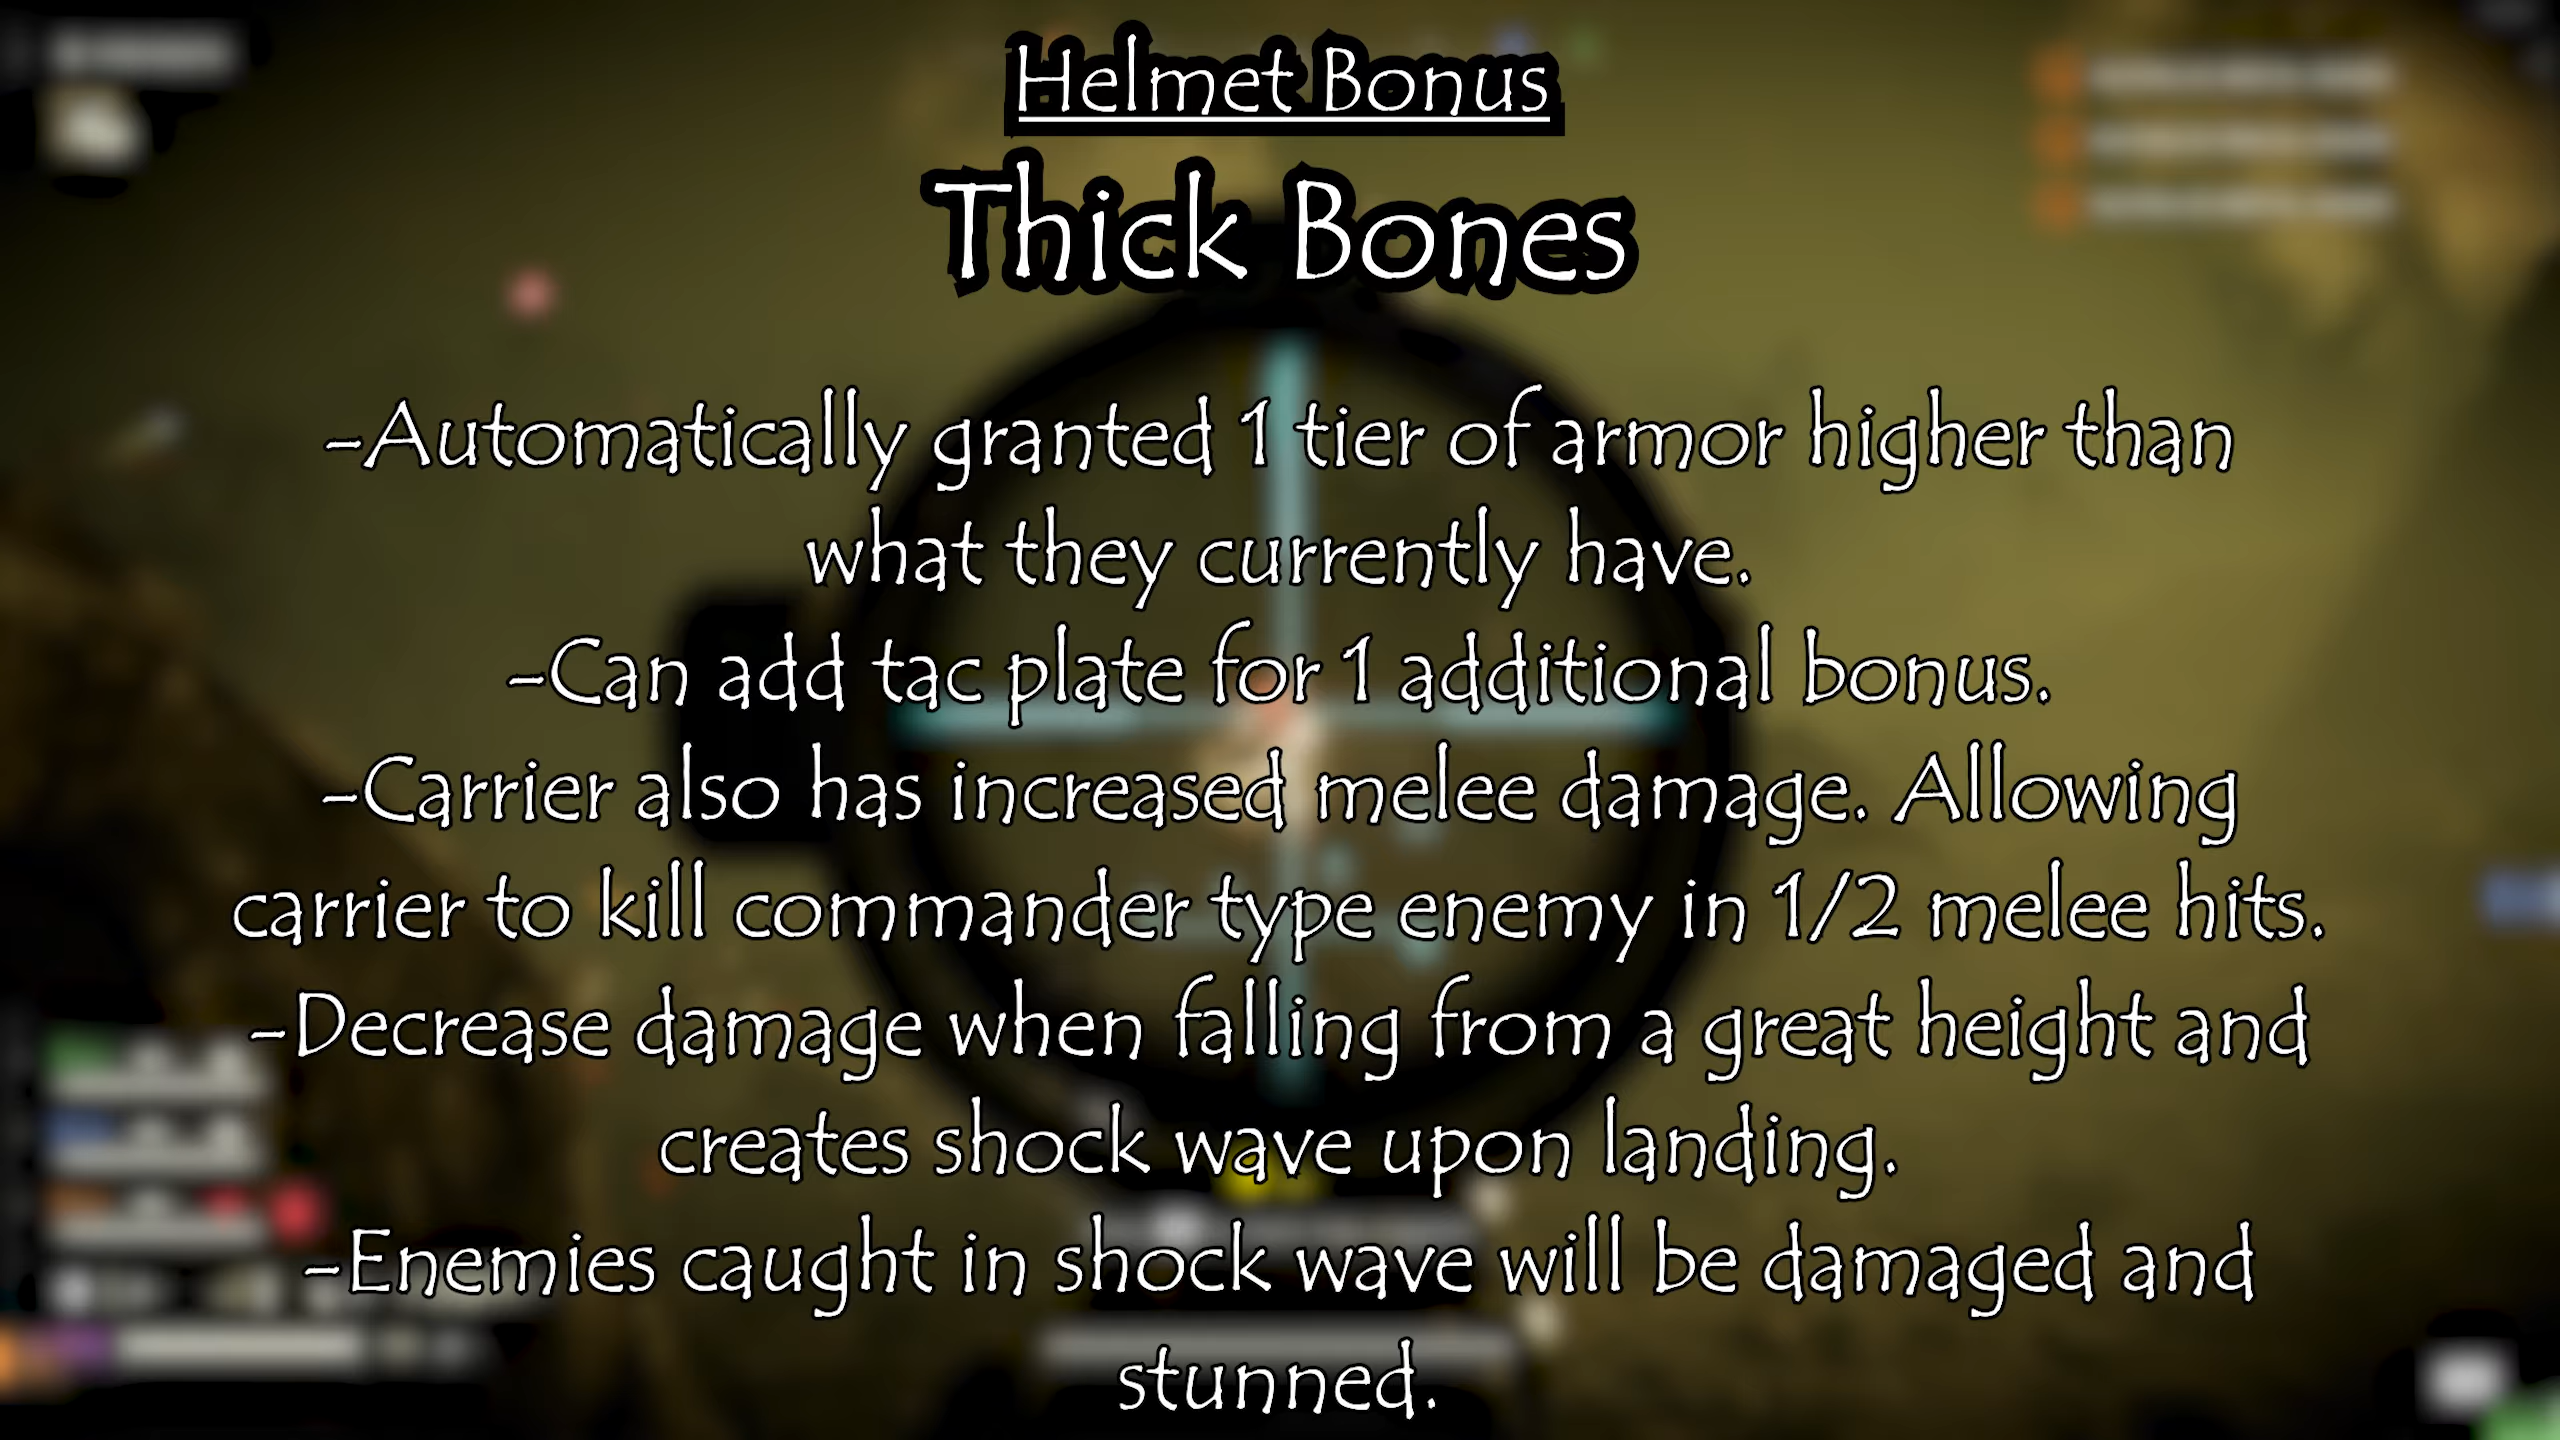 Helmet Bonus
Thick Bones
-Automatically granted 1 tier of armor higher than
what they currently have.
-Can add tac plate for 1 additional bonus.
-Carrier also has increased melee damage. Allowing
carrier to kill commander type enemy in 1/2 melee hits.
-Decrease damage when falling from a great height and
creates shock wave upon landing.
-Enemies caught in shock wave will be damaged and
stunned.